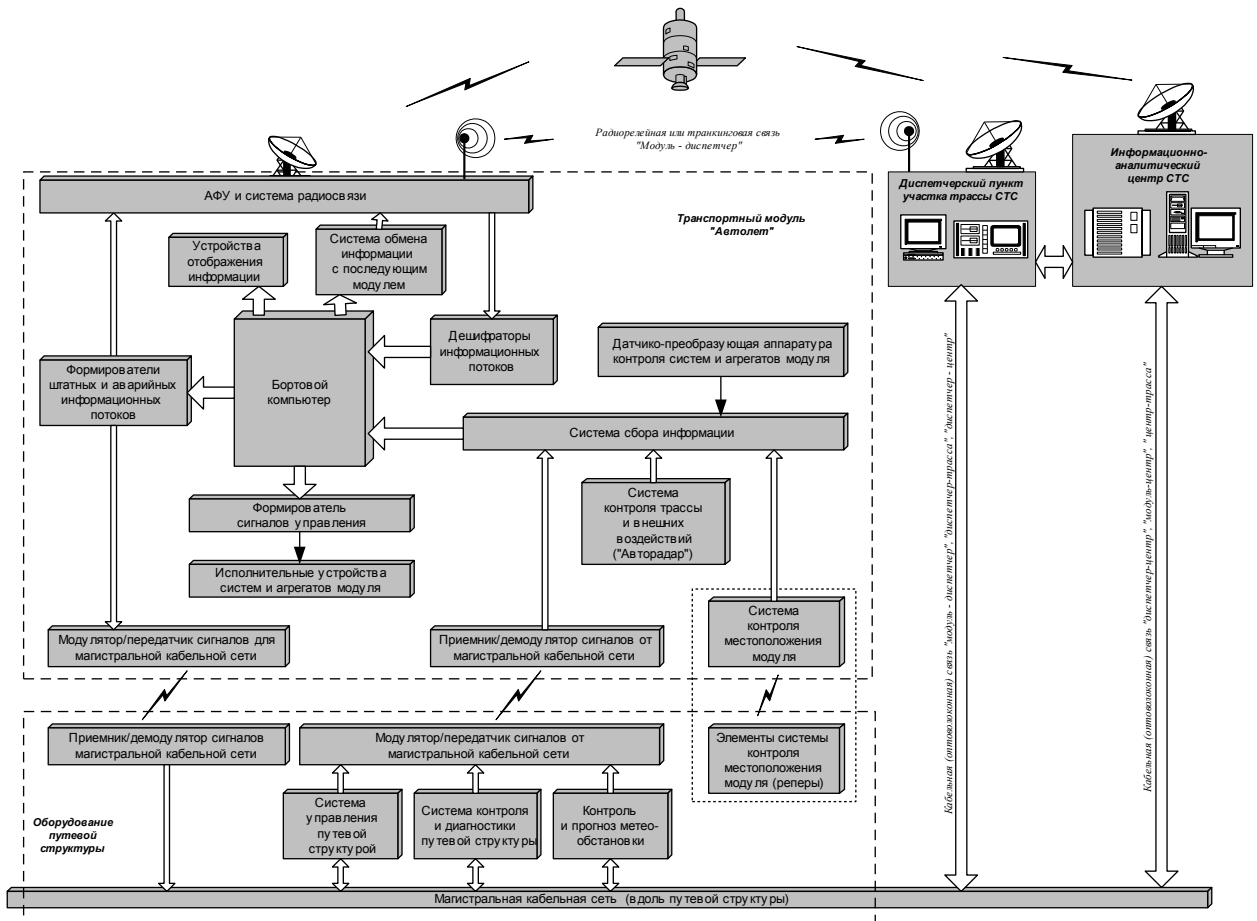 Радиорелейная или транкинговая связь
"Модуль - диспетчер"
Информационно-
аналитический
центр СТС
Диспетчерский пункт
участка трассы СТС
АФУ и система радиосвязи
Транспортный модуль
"Автолет"
Устройства
отображения
информации
Система обмена
информации
с последующим
модулем
Дешифраторы
информационных
потоков
Датчико-преобразующая аппаратура
контроля систем и агрегатов модуля
Формирователи
штатных и аварийных
информационных
потоков
Бортовой
компьютер
Система сбора информации
Формирователь
сигналов управления
Система
контроля трассы
и внешних
воздействий
("Авторадар")
Исполнительные устройства
систем и агрегатов модуля
Модулятор/передатчик сигналов для
магистральной кабельной сети
Приемник/демодулятор сигналов от
магистральной кабельной сети
Система
контроля
местоположения
модуля
Кабельная (оптоволоконная) связь "модуль - диспетчер", "диспетчер-трасса", "диспетчер - центр"
Кабельная (оптоволоконная) связь "диспетчер-центр", "модуль-центр", "центр-трасса"
Приемник/демодулятор сигналов
магистральной кабельной сети
Модулятор/передатчик сигналов от
магистральной кабельной сети
Элементы системы
контроля
местоположения
модуля (реперы)
Оборудование
путевой
структуры
Система
управления
путевой
структурой
Система контроля
и диагностики
путевой структуры
Контроль
и прогноз метео-
обстановки
Магистральная кабельная сеть (вдоль путевой структуры)